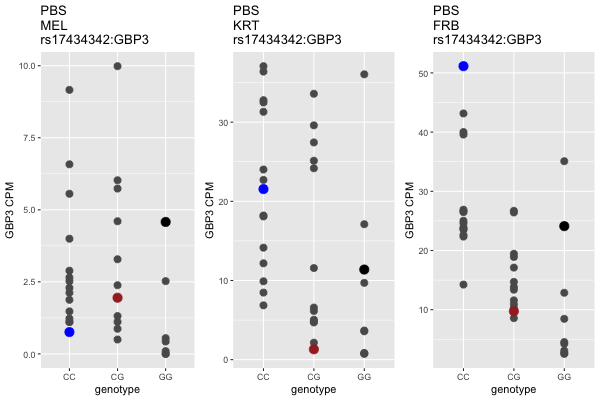 PBS
MEL
rs17434342:GBP3
GBP3 CPM
10.0
7.5
5.0
2.5
0.0
CC CG GG
genotype
PBS
KRT
rs17434342:GBP3
GBP3 CPM
30
20
10
0
CC CG GG
genotype
PBS
FRB
rs17434342:GBP3
GBP3 CPM
50
40
30
20
10
CC CG GG
genotype